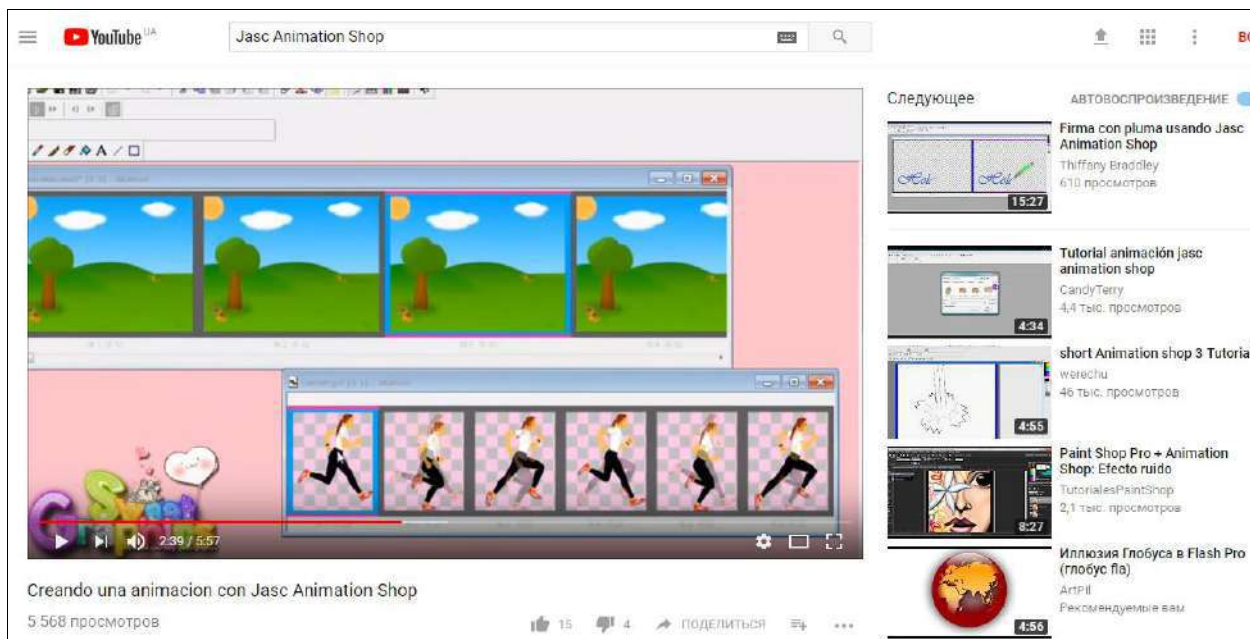 YouTube UA
Jasc Animation Shop
Smart
Graphics
2:39 / 5:57
Creando una animacion con Jasc Animation Shop
5 568 просмотров
15
4
ПОДЕЛИТЬСЯ
Следующее
АВТОВОСПРОИЗВЕДЕНИЕ
15:27
Firma con pluma usando Jasc
Animation Shop
Thiffany Braddley
610 просмотров
4:34
Tutorial animación jasc
animation shop
CandyTerry
4,4 тыс. просмотров
4:55
short Animation shop 3 Tutoria
werechu
46 тыс. просмотров
8:27
Paint Shop Pro + Animation
Shop: Efecto ruido
TutorialesPaintShop
2,1 тыс. просмотров
4:56
Иллюзия Глобуса в Flash Pro
(глобус fla)
ArtPil
Рекомендуемые вам